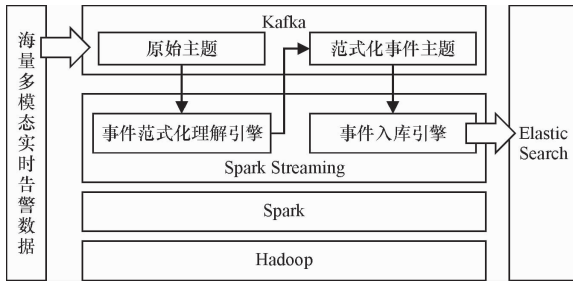 海量多模态实时告警数据
Kafka
原始主题
范式化事件主题
事件范式化理解引擎
事件入库引擎
Spark Streaming
Spark
Hadoop
Elastic
Search